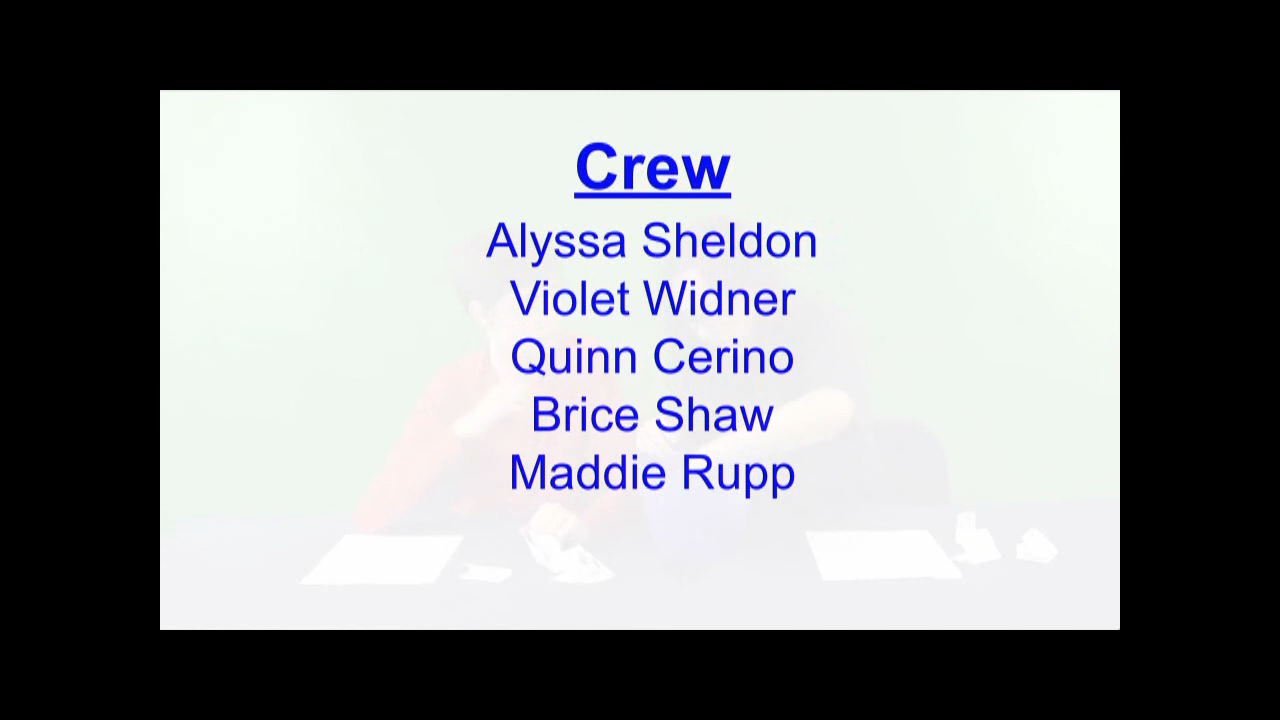 Crew
Alyssa Sheldon
Violet Widner
Quinn Cerino
Brice Shaw
Maddie Rupp